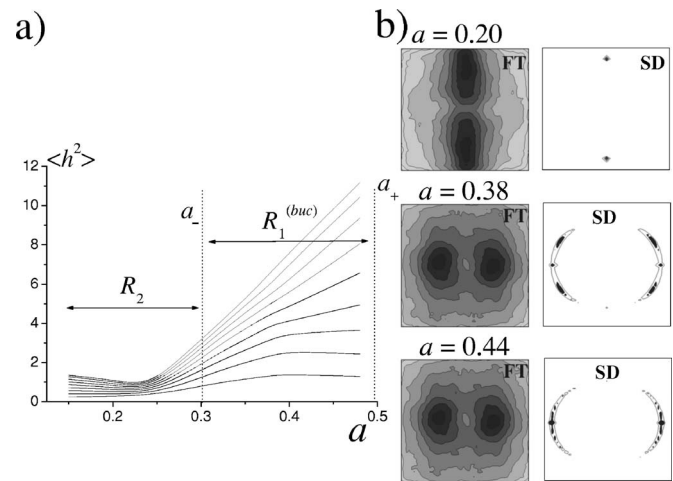 a)
<h²>
12
10
8
6
4
2
0
0.2
0.3
0.4
0.5
a
a₋
a₊
R₂
R₁⁽ᵇᵘᶜ⁾
b)
a = 0.20
FT
SD
a = 0.38
FT
SD
a = 0.44
FT
SD